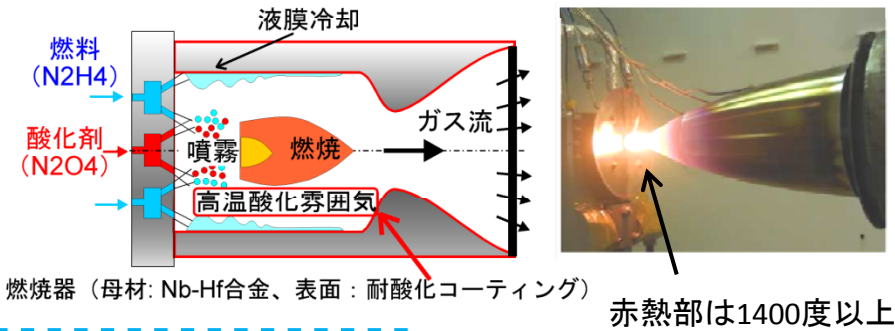 液膜冷却
燃料
(N2H4)
酸化剤
(N2O4)
噴霧
燃焼
ガス流
高温酸化雰囲気
燃焼器（母材: Nb-Hf合金、表面：耐酸化コーティング）
赤熱部は1400度以上